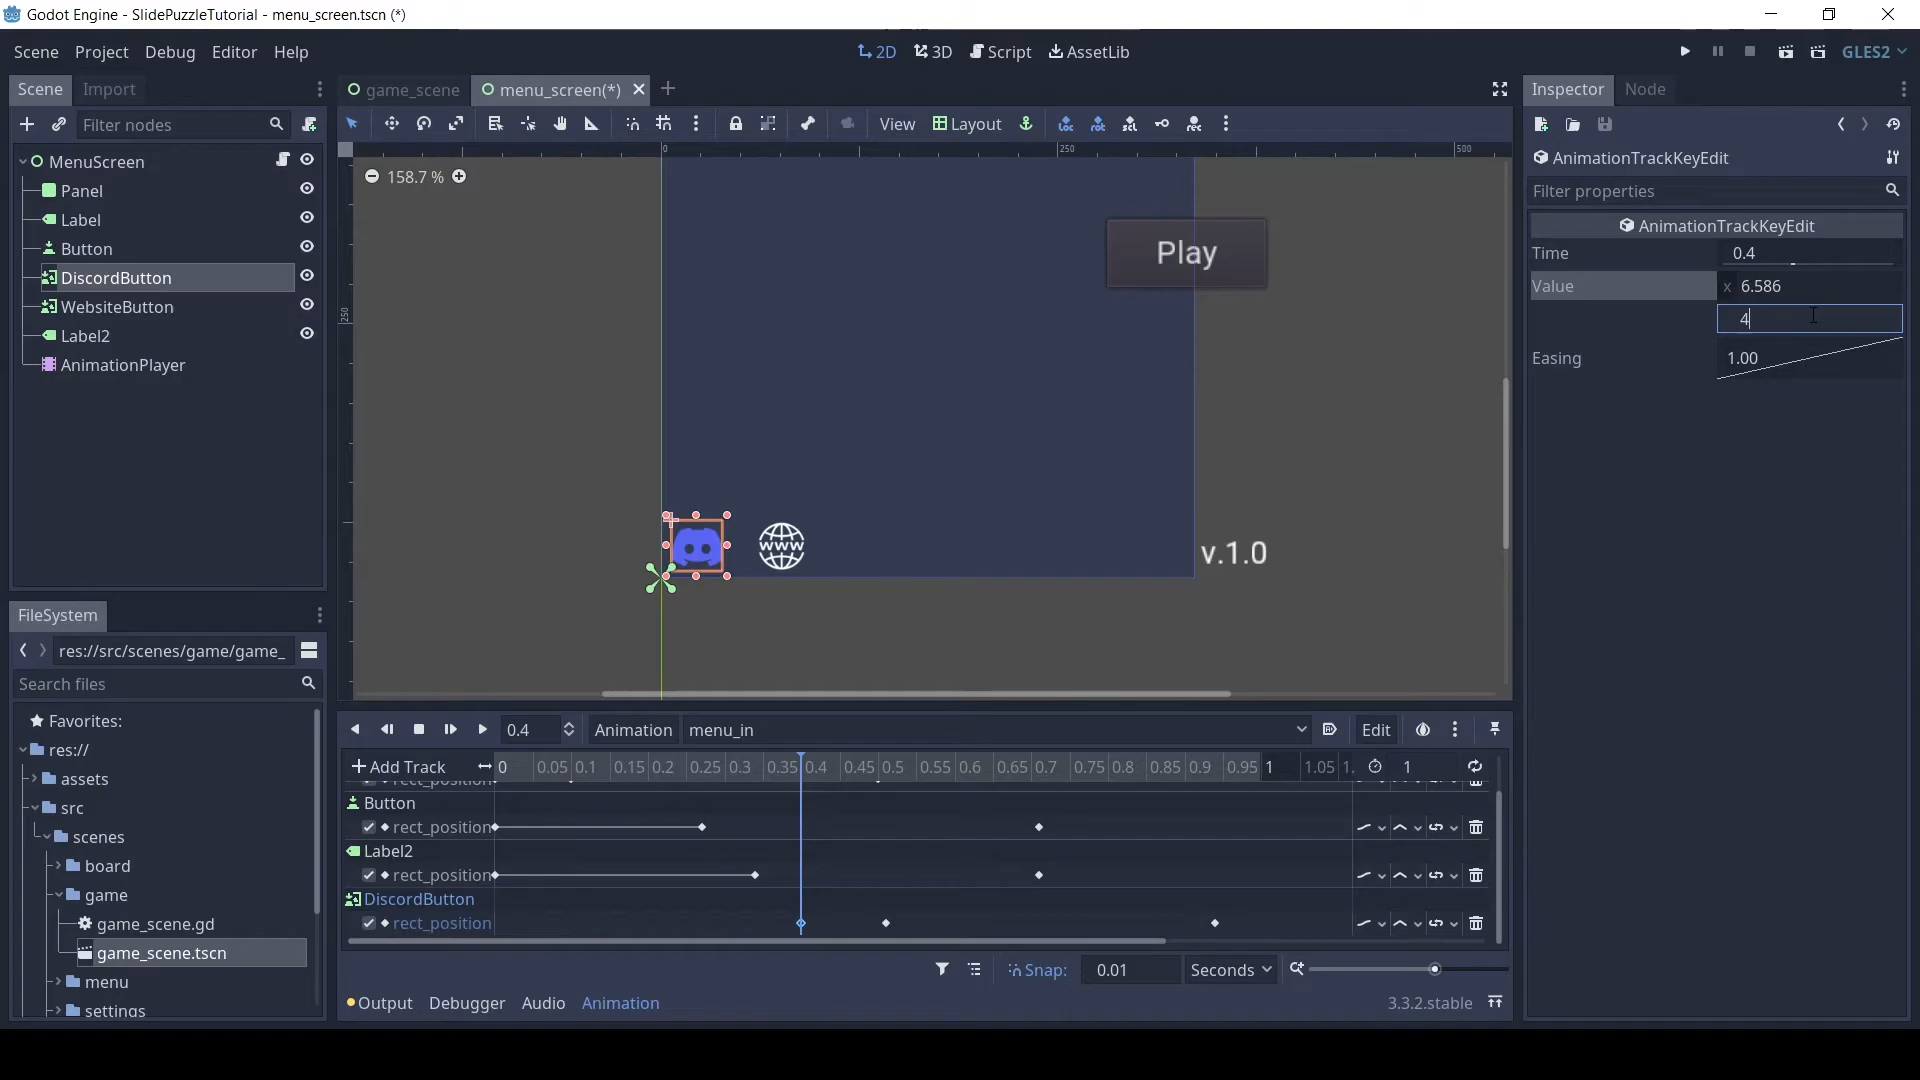 Godot Engine - SlidePuzzleTutorial - menu_screen.tscn (*)
Scene Project Debug Editor Help
2D 3D Script AssetLib
GLES2
Scene Import
game_scene menu_screen(*)
Inspector Node
Filter nodes
View Layout
MenuScreen
Panel
Label
Button
DiscordButton
WebsiteButton
Label2
AnimationPlayer
0 250 500
158.7 %
250
Play
WWW
v.1.0
AnimationTrackKeyEdit
Filter properties
AnimationTrackKeyEdit
Time 0.4
Value x 6.586
4
Easing 1.00
FileSystem
res://src/scenes/game/game_
Search files
Favorites:
res://
assets
src
scenes
board
game
game_scene.gd
game_scene.tscn
menu
settings
0.4 Animation menu_in Edit
Add Track 0 0.05 0.1 0.15 0.2 0.25 0.3 0.35 0.4 0.45 0.5 0.55 0.6 0.65 0.7 0.75 0.8 0.85 0.9 0.95 1 1.05 1. 1
Button
rect_position
Label2
rect_position
DiscordButton
rect_position
Snap: 0.01 Seconds
Output Debugger Audio Animation 3.3.2.stable